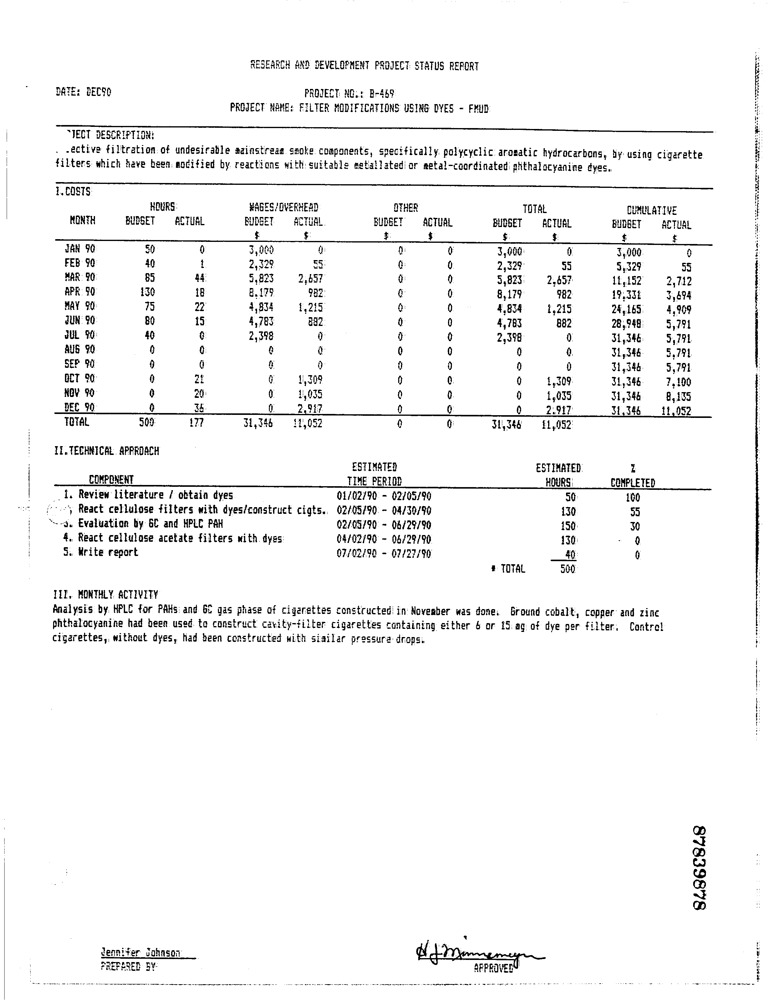 RESEARCH AND DEVELOPMENT PROJECT STATUS REPORT
DATE: DEC90
PROJECT NO.: B-469
PROJECT NAME: FILTER MODIFICATIONS USING DYES - FMUD
JECT DESCRIPTION:
ective filtration of undesirable mainstream smoke components, specifically polycyclic aromatic hydrocarbons, by using cigarette
filters which have been modified by reactions with suitable metallated or metal-coordinated phthalocyanine dyes.
I.COSTS
HOURS WAGES/OVERHEAD OTHER TOTAL CUMULATIVE
MONTH BUDGET ACTUAL BUDGET ACTUAL BUDGET ACTUAL BUDGET ACTUAL BUDGET ACTUAL
$ $ $ $ $ $ $ $
JAN 90 50 0 3,000 0 0 0 3,000 0 3,000 0
FEB 90 40 1 2,329 55 0 0 2,329 55 5,329 55
MAR 90 85 44 5,823 2,657 0 0 5,823 2,657 11,152 2,712
APR 90 130 18 8,179 982 0 0 8,179 982 19,331 3,694
MAY 90 75 22 4,834 1,215 0 0 4,834 1,215 24,165 4,909
JUN 90 80 15 4,783 882 0 0 4,783 882 28,948 5,791
JUL 90 40 0 2,398 0 0 0 2,398 0 31,346 5,791
AUG 90 0 0 0 0 0 0 0 0 31,346 5,791
SEP 90 0 0 0 0 0 0 0 0 31,346 5,791
OCT 90 0 21 0 1,309 0 0 0 1,309 31,346 7,100
NOV 90 0 20 0 1,035 0 0 0 1,035 31,346 8,135
DEC 90 0 36 0 2,917 0 0 0 2,917 31,346 11,052
TOTAL 500 177 31,346 11,052 0 0 31,346 11,052
II.TECHNICAL APPROACH
ESTIMATED ESTIMATED %
COMPONENT TIME PERIOD HOURS COMPLETED
1. Review literature / obtain dyes 01/02/90 - 02/05/90 50 100
React cellulose filters with dyes/construct cigts. 02/05/90 - 04/30/90 130 55
3. Evaluation by GC and HPLC PAH 02/05/90 - 06/29/90 150 30
4. React cellulose acetate filters with dyes 04/02/90 - 06/29/90 130 0
5. Write report 07/02/90 - 07/27/90 40 0
* TOTAL 500
III. MONTHLY ACTIVITY
Analysis by HPLC for PAHs and GC gas phase of cigarettes constructed in November was done. Ground cobalt, copper and zinc
phthalocyanine had been used to construct cavity-filter cigarettes containing either 6 or 15 mg of dye per filter. Control
cigarettes, without dyes, had been constructed with similar pressure drops.
87839878
Jennifer Johnson
PREPARED BY
APPROVED